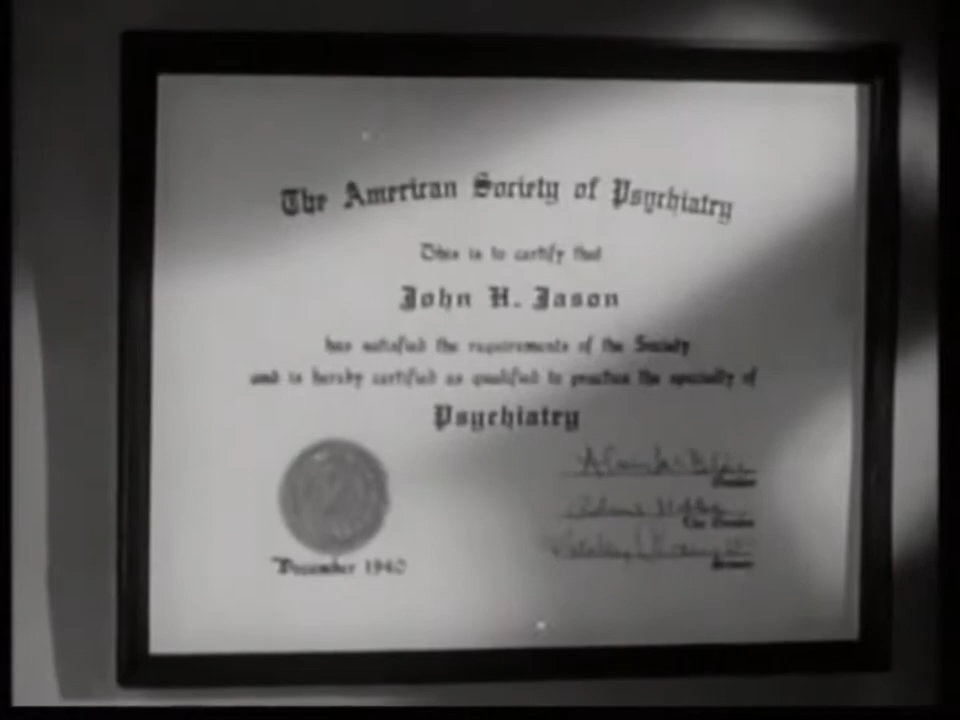 The American Society of Psychiatry
This is to certify that
John H. Jason
has satisfied the requirements of the Society
and is hereby certified as qualified to practice the specialty of
Psychiatry
December 1940